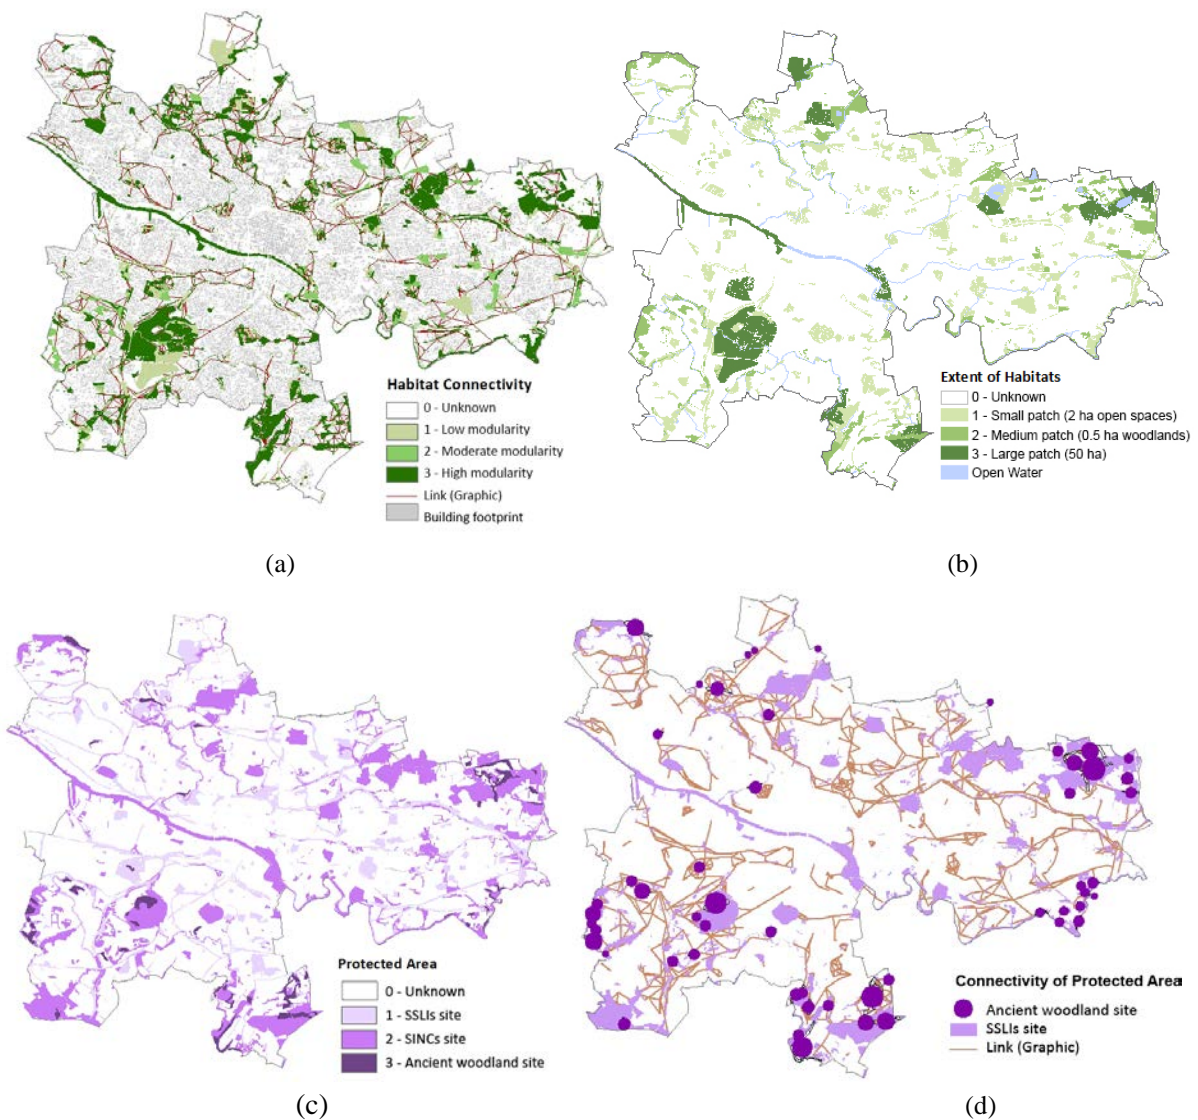 Habitat Connectivity
0 - Unknown
1 - Low modularity
2 - Moderate modularity
3 - High modularity
Link (Graphic)
Building footprint
(a)
Extent of Habitats
0 - Unknown
1 - Small patch (2 ha open spaces)
2 - Medium patch (0.5 ha woodlands)
3 - Large patch (50 ha)
Open Water
(b)
Protected Area
0 - Unknown
1 - SSLIs site
2 - SINCs site
3 - Ancient woodland site
(c)
Connectivity of Protected Area
Ancient woodland site
SSLIs site
Link (Graphic)
(d)